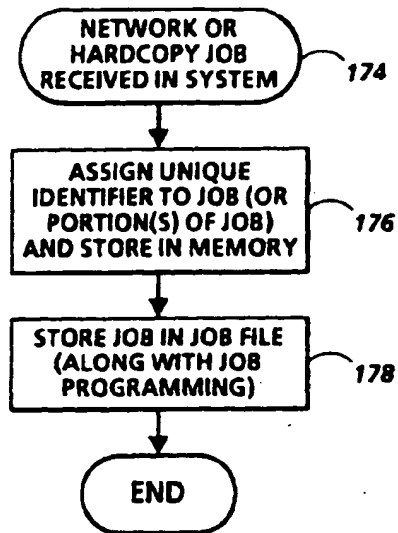 NETWORK OR
HARDCOPY JOB
RECEIVED IN SYSTEM
174
ASSIGN UNIQUE
IDENTIFIER TO JOB (OR
PORTION(S) OF JOB)
AND STORE IN MEMORY
176
STORE JOB IN JOB FILE
(ALONG WITH JOB
PROGRAMMING)
178
END